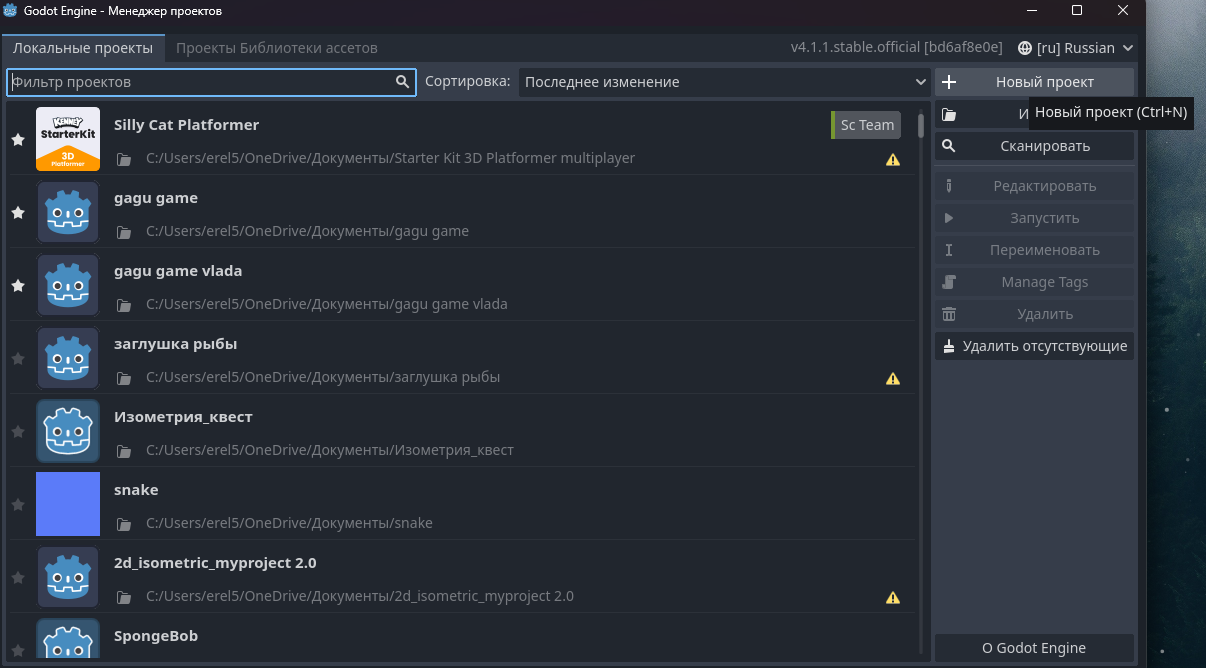 Godot Engine - Менеджер проектов
Локальные проекты
Проекты Библиотеки ассетов
v4.1.1.stable.official [bd6af8e0e]
[ru] Russian
Фильтр проектов
Сортировка:
Последнее изменение
Новый проект
Новый проект (Ctrl+N)
Сканировать
Редактировать
Запустить
Переименовать
Manage Tags
Удалить
Удалить отсутствующие
О Godot Engine
KENNEY
StarterKit
3D
Platformer
Silly Cat Platformer
Sc Team
C:/Users/erel5/OneDrive/Документы/Starter Kit 3D Platformer multiplayer
gagu game
C:/Users/erel5/OneDrive/Документы/gagu game
gagu game vlada
C:/Users/erel5/OneDrive/Документы/gagu game vlada
заглушка рыбы
C:/Users/erel5/OneDrive/Документы/заглушка рыбы
Изометрия_квест
C:/Users/erel5/OneDrive/Документы/Изометрия_квест
snake
C:/Users/erel5/OneDrive/Документы/snake
2d_isometric_myproject 2.0
C:/Users/erel5/OneDrive/Документы/2d_isometric_myproject 2.0
SpongeBob